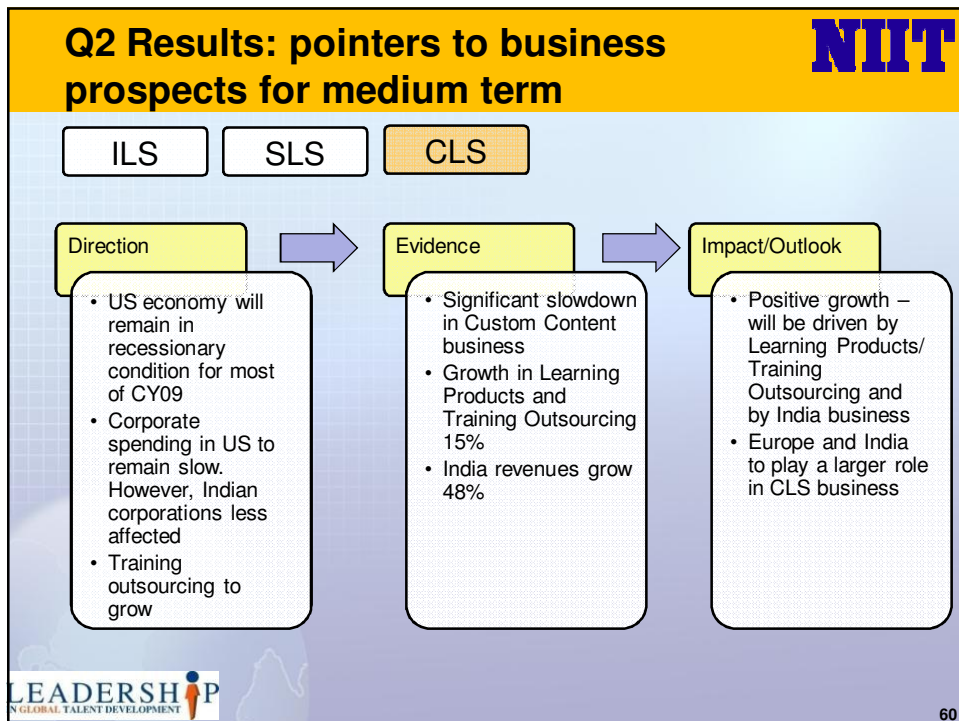 Q2 Results: pointers to business
prospects for medium term
NIIT
ILS
SLS
CLS
Direction
• US economy will
remain in
recessionary
condition for most
of CY09
• Corporate
spending in US to
remain slow.
However, Indian
corporations less
affected
• Training
outsourcing to
grow
Evidence
• Significant slowdown
in Custom Content
business
• Growth in Learning
Products and
Training Outsourcing
15%
• India revenues grow
48%
Impact/Outlook
• Positive growth –
will be driven by
Learning Products/
Training
Outsourcing and
by India business
• Europe and India
to play a larger role
in CLS business
LEADERSHIP
N GLOBAL TALENT DEVELOPMENT
60